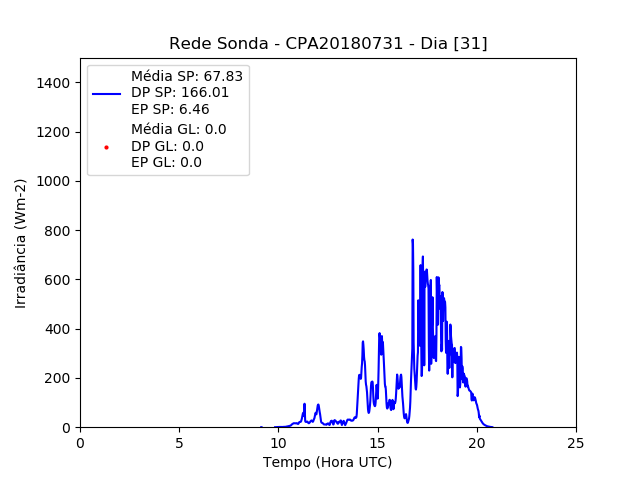 Rede Sonda - CPA20180731 - Dia [31]
Média SP: 67.83
DP SP: 166.01
EP SP: 6.46
Média GL: 0.0
DP GL: 0.0
EP GL: 0.0
Irradiância (Wm-2)
1400
1200
1000
800
600
400
200
0
0 5 10 15 20 25
Tempo (Hora UTC)